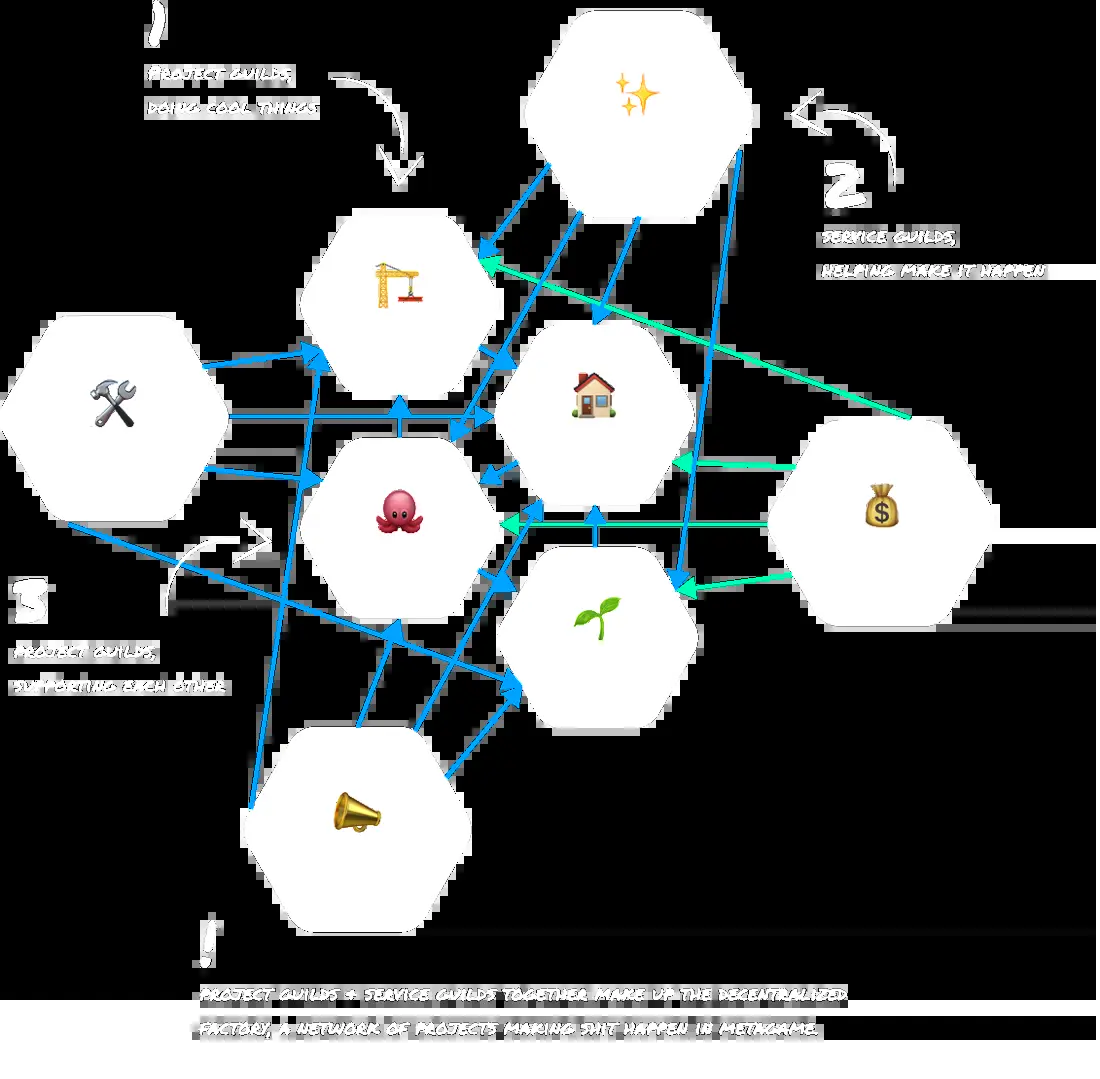 1
PROJECT GUILDS,
DOING COOL THINGS
2
SERVICE GUILDS,
HELPING MAKE IT HAPPEN
3
PROJECT GUILDS,
SUPPORTING EACH OTHER
!
PROJECT GUILDS & SERVICE GUILDS TOGETHER MAKE UP THE DECENTRALIZED
FACTORY, A NETWORK OF PROJECTS MAKING SHIT HAPPEN IN METAGAME.